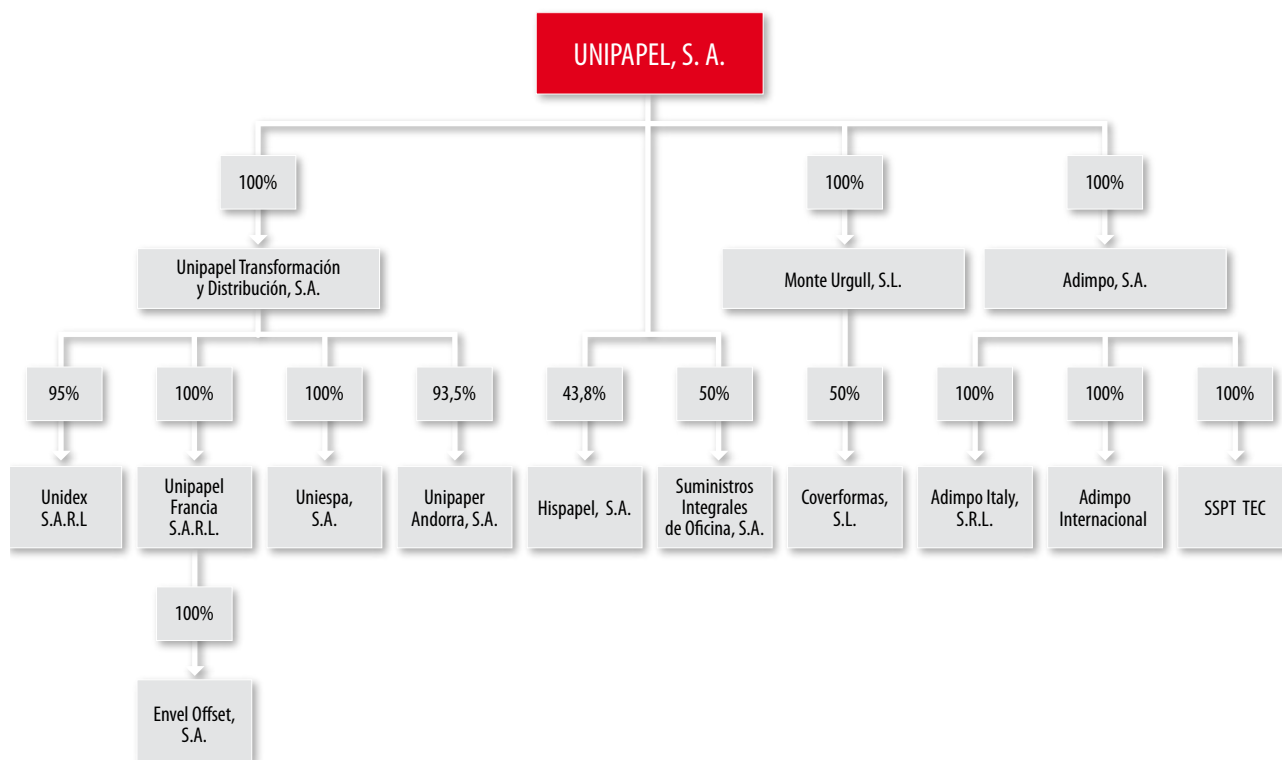 UNIPAPEL, S. A.
100%
100%
100%
Unipapel Transformación
y Distribución, S.A.
Monte Urgull, S.L.
Adimpo, S.A.
95%
100%
100%
93,5%
43,8%
50%
50%
100%
100%
100%
Unidex
S.A.R.L
Unipapel
Francia
S.A.R.L.
Uniespa,
S.A.
Unipaper
Andorra, S.A.
Hispapel, S.A.
Suministros
Integrales
de Oficina, S.A.
Coverformas,
S.L.
Adimpo Italy,
S.R.L.
Adimpo
Internacional
SSPT TEC
100%
Envel Offset,
S.A.